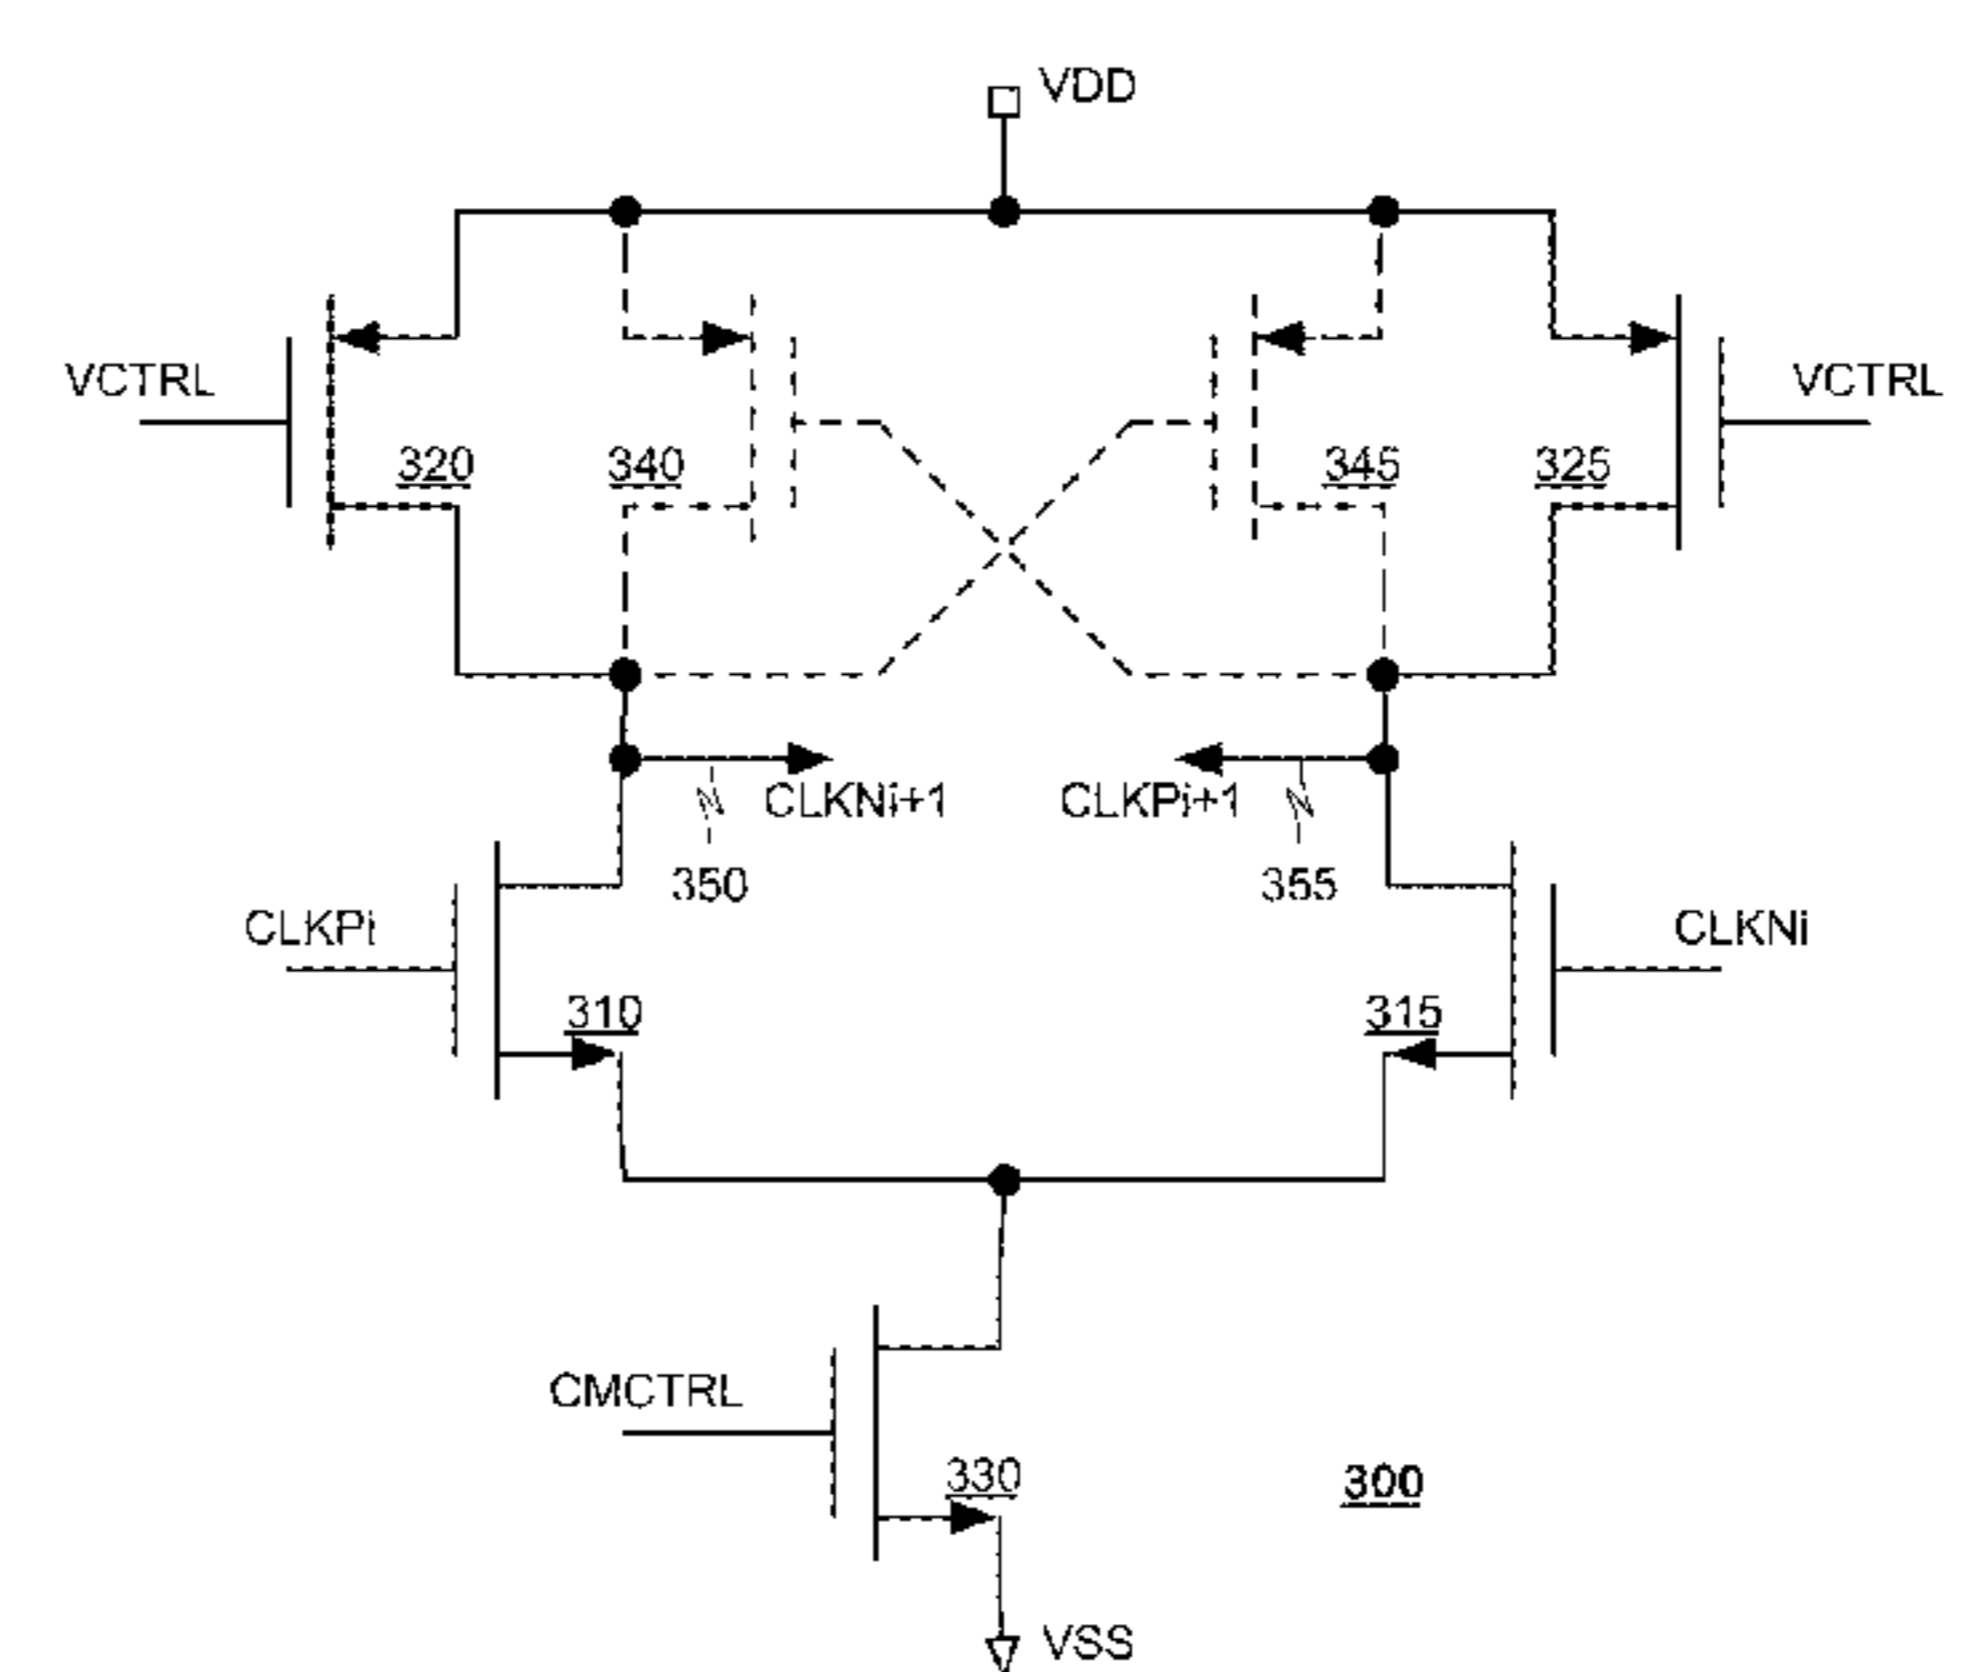 VDD
VCTRL
VCTRL
320
340
345
325
CLKNi+1
CLKPi+1
350
355
CLKPi
CLKNi
310
315
CMCTRL
330
300
VSS